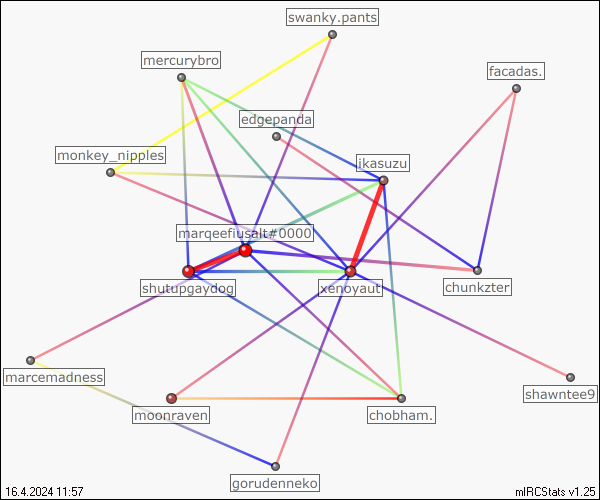 swanky.pants
mercurybro
facadas.
edgepanda
monkey_nipples
ikasuzu
marqeefiusalt#0000
shutupgaydog
xenoyaut
chunkzter
marcemadness
shawntee9
moonraven
chobham.
gorudenneko
16.4.2024 11:57
mIRCStats v1.25